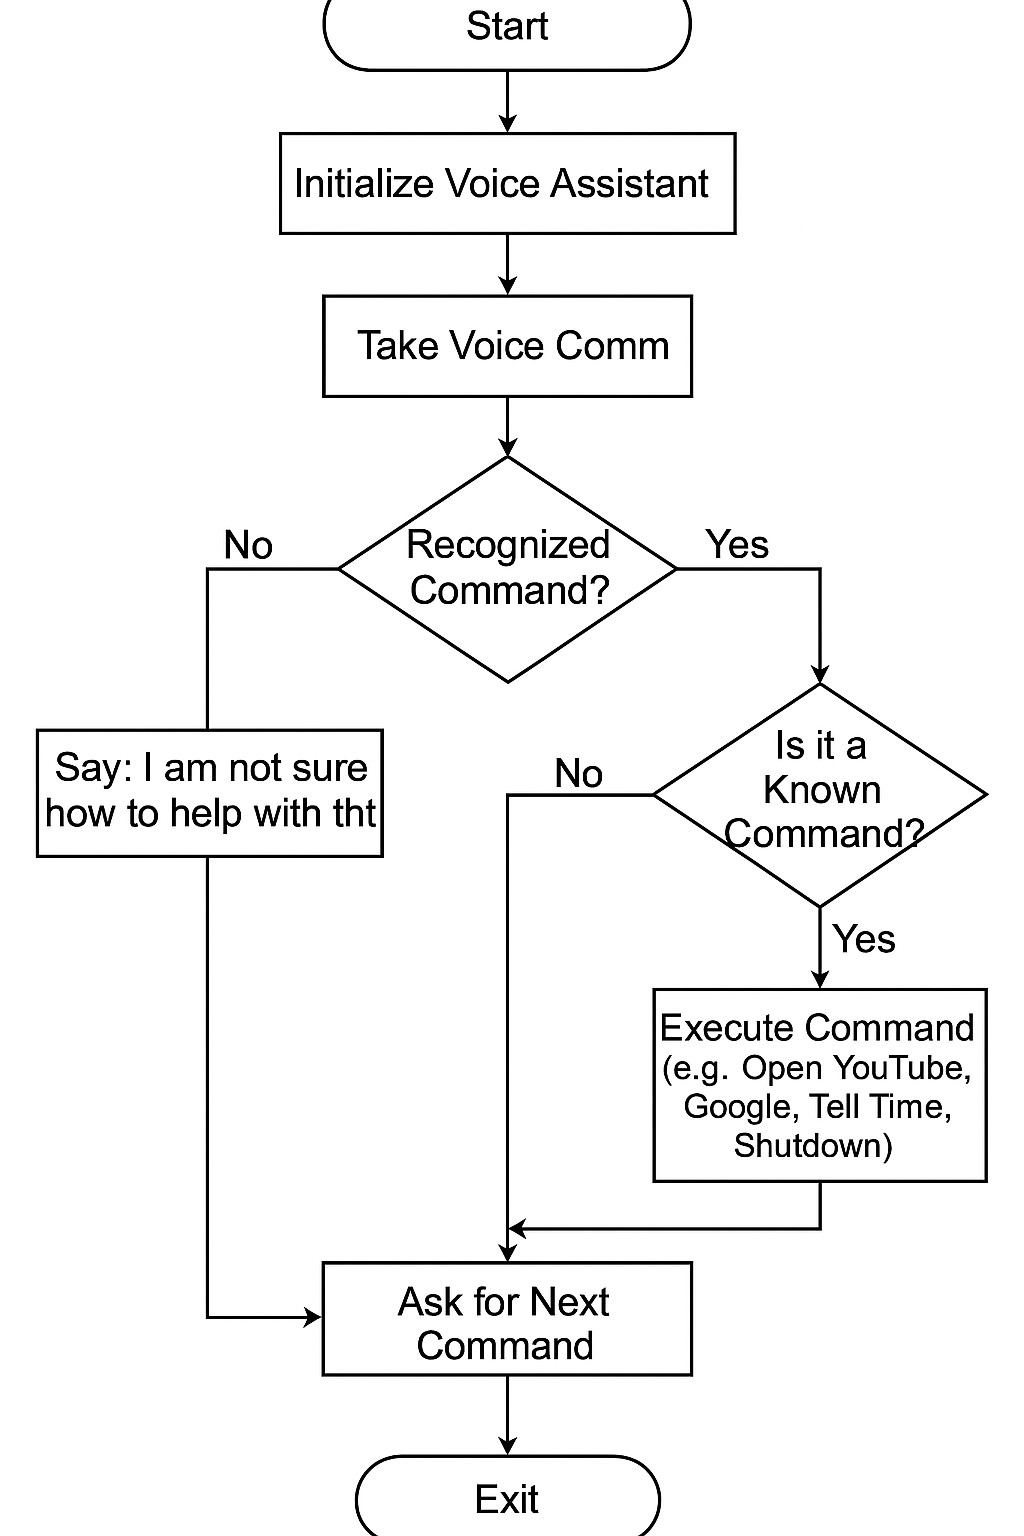 Start
Initialize Voice Assistant
Take Voice Comm
Recognized
Command?
No
Yes
Say: I am not sure
how to help with tht
Is it a
Known
Command?
No
Yes
Execute Command
(e.g. Open YouTube,
Google, Tell Time,
Shutdown)
Ask for Next
Command
Exit